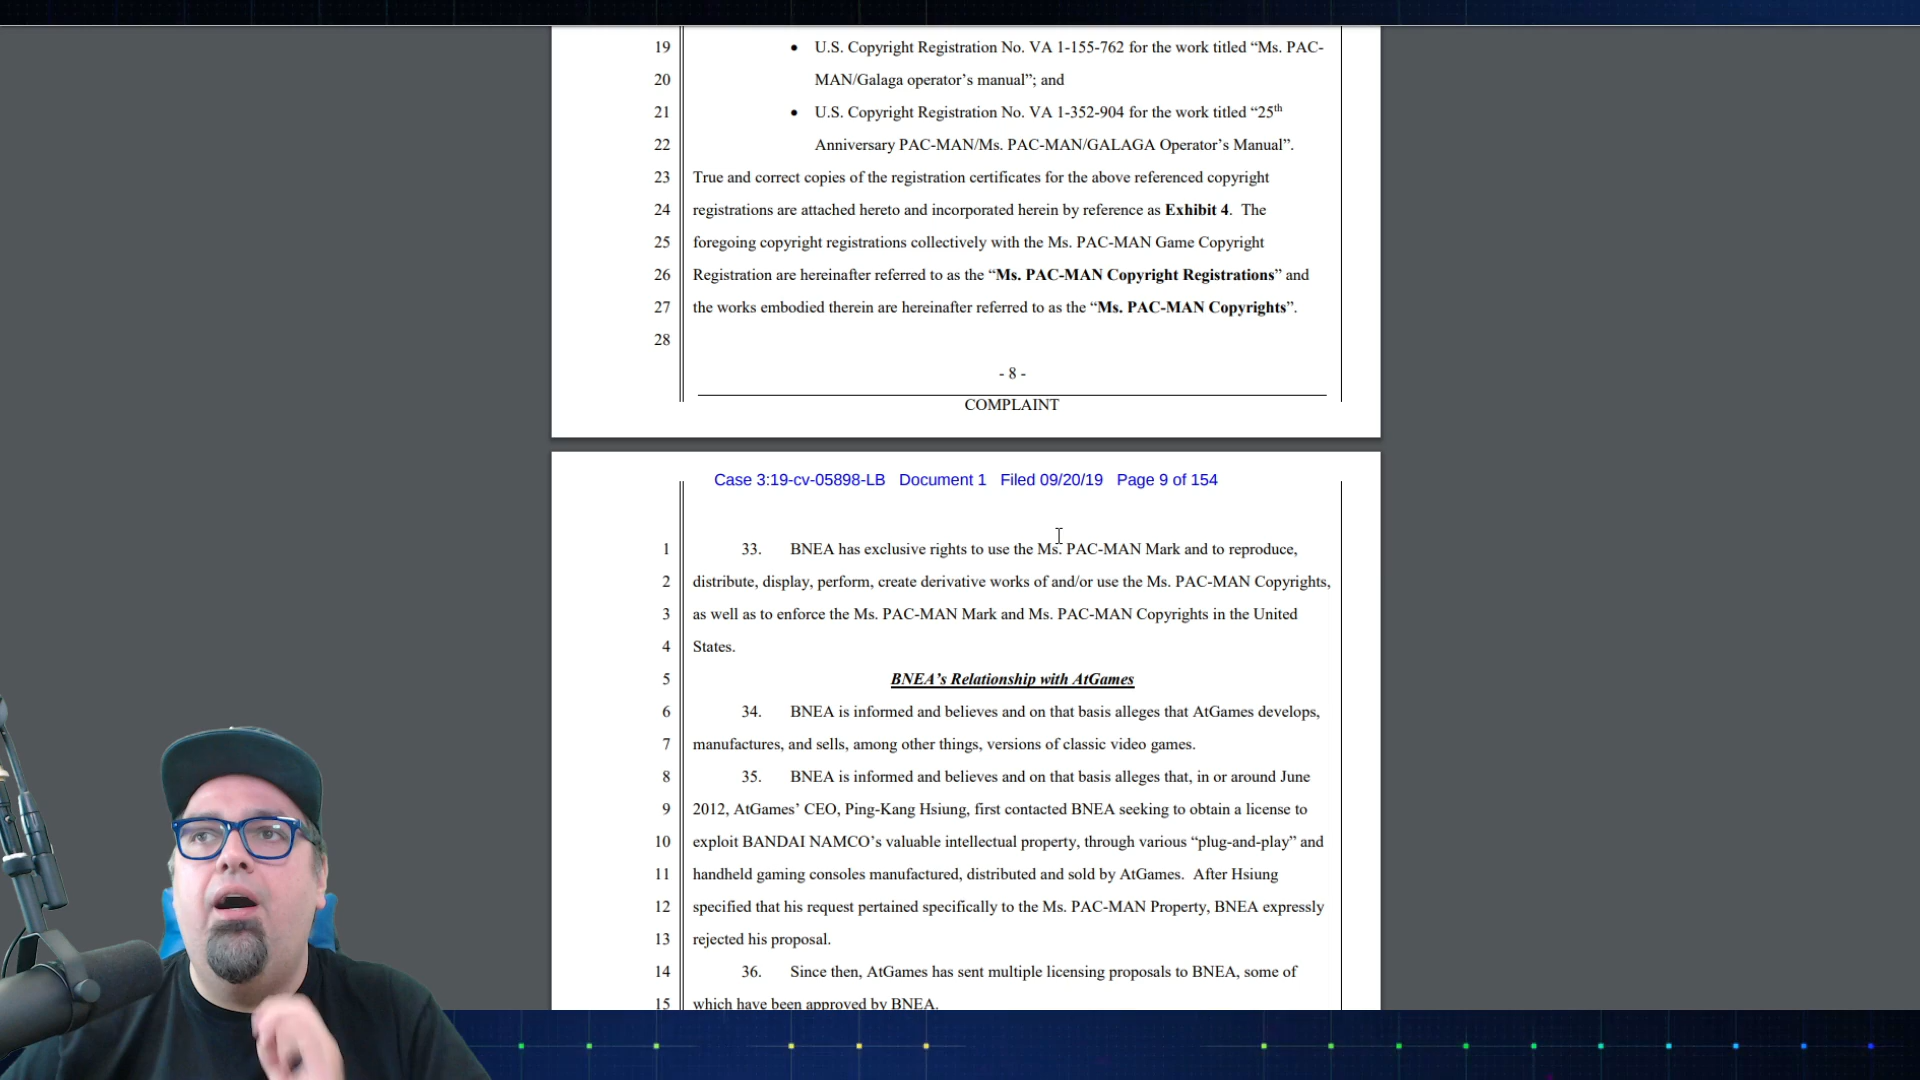 19 • U.S. Copyright Registration No. VA 1-155-762 for the work titled “Ms. PAC-
20 MAN/Galaga operator’s manual”; and
21 • U.S. Copyright Registration No. VA 1-352-904 for the work titled “25th
22 Anniversary PAC-MAN/Ms. PAC-MAN/GALAGA Operator’s Manual”.
23 True and correct copies of the registration certificates for the above referenced copyright
24 registrations are attached hereto and incorporated herein by reference as Exhibit 4. The
25 foregoing copyright registrations collectively with the Ms. PAC-MAN Game Copyright
26 Registration are hereinafter referred to as the “Ms. PAC-MAN Copyright Registrations” and
27 the works embodied therein are hereinafter referred to as the “Ms. PAC-MAN Copyrights”.
28
- 8 -
COMPLAINT
Case 3:19-cv-05898-LB Document 1 Filed 09/20/19 Page 9 of 154
1 33. BNEA has exclusive rights to use the Ms. PAC-MAN Mark and to reproduce,
2 distribute, display, perform, create derivative works of and/or use the Ms. PAC-MAN Copyrights,
3 as well as to enforce the Ms. PAC-MAN Mark and Ms. PAC-MAN Copyrights in the United
4 States.
5 BNEA’s Relationship with AtGames
6 34. BNEA is informed and believes and on that basis alleges that AtGames develops,
7 manufactures, and sells, among other things, versions of classic video games.
8 35. BNEA is informed and believes and on that basis alleges that, in or around June
9 2012, AtGames’ CEO, Ping-Kang Hsiung, first contacted BNEA seeking to obtain a license to
10 exploit BANDAI NAMCO’s valuable intellectual property, through various “plug-and-play” and
11 handheld gaming consoles manufactured, distributed and sold by AtGames. After Hsiung
12 specified that his request pertained specifically to the Ms. PAC-MAN Property, BNEA expressly
13 rejected his proposal.
14 36. Since then, AtGames has sent multiple licensing proposals to BNEA, some of
15 which have been approved by BNEA.